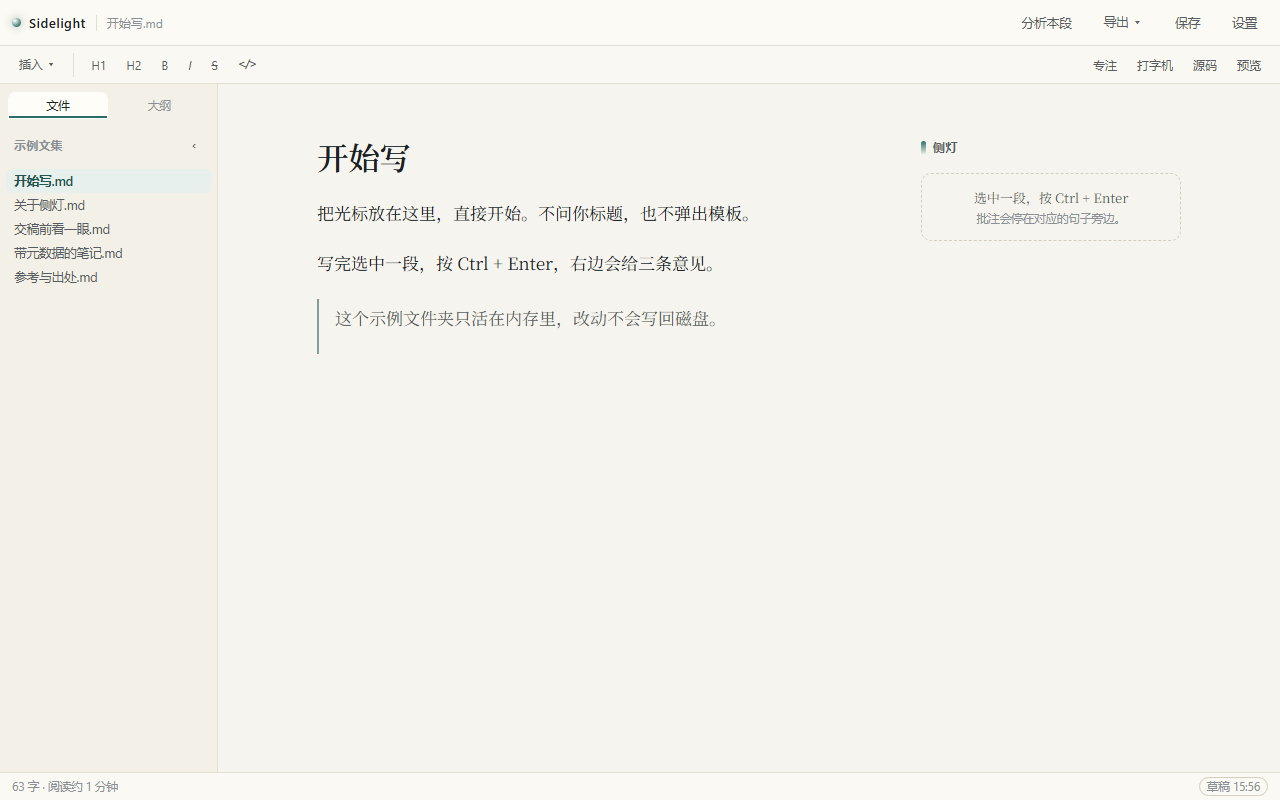 Sidelight 开始写.md 分析本段 导出 保存 设置
插入 H1 H2 B I S </> 专注 打字机 源码 预览
文件 大纲
示例文集
开始写.md
关于侧灯.md
交稿前看一眼.md
带元数据的笔记.md
参考与出处.md
开始写
把光标放在这里，直接开始。不问你标题，也不弹出模板。
写完选中一段，按 Ctrl + Enter，右边会给三条意见。
这个示例文件夹只活在内存里，改动不会写回磁盘。
侧灯
选中一段，按 Ctrl + Enter
批注会停在对应的句子旁边。
63 字 · 阅读约 1 分钟 草稿 15:56